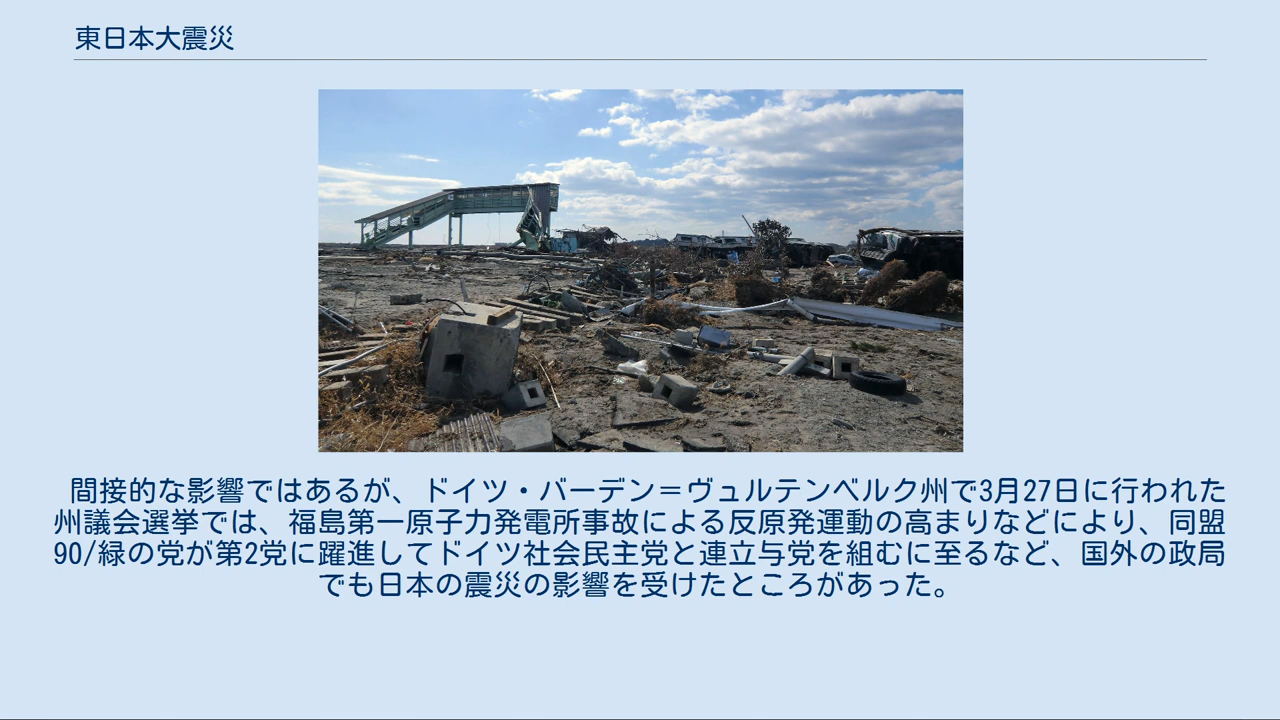 東日本大震災
間接的な影響ではあるが、ドイツ・バーデン＝ヴュルテンベルク州で3月27日に行われた
州議会選挙では、福島第一原子力発電所事故による反原発運動の高まりなどにより、同盟
90/緑の党が第2党に躍進してドイツ社会民主党と連立与党を組むに至るなど、国外の政局
でも日本の震災の影響を受けたところがあった。